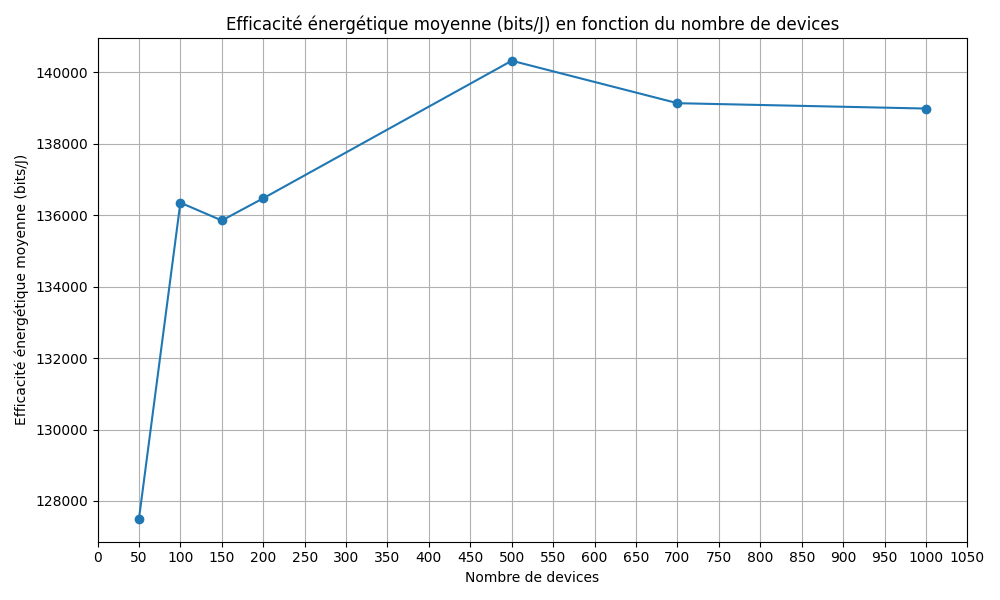 Efficacité énergétique moyenne (bits/J) en fonction du nombre de devices
Efficacité énergétique moyenne (bits/J)
140000
138000
136000
134000
132000
130000
128000
0 50 100 150 200 250 300 350 400 450 500 550 600 650 700 750 800 850 900 950 1000 1050
Nombre de devices